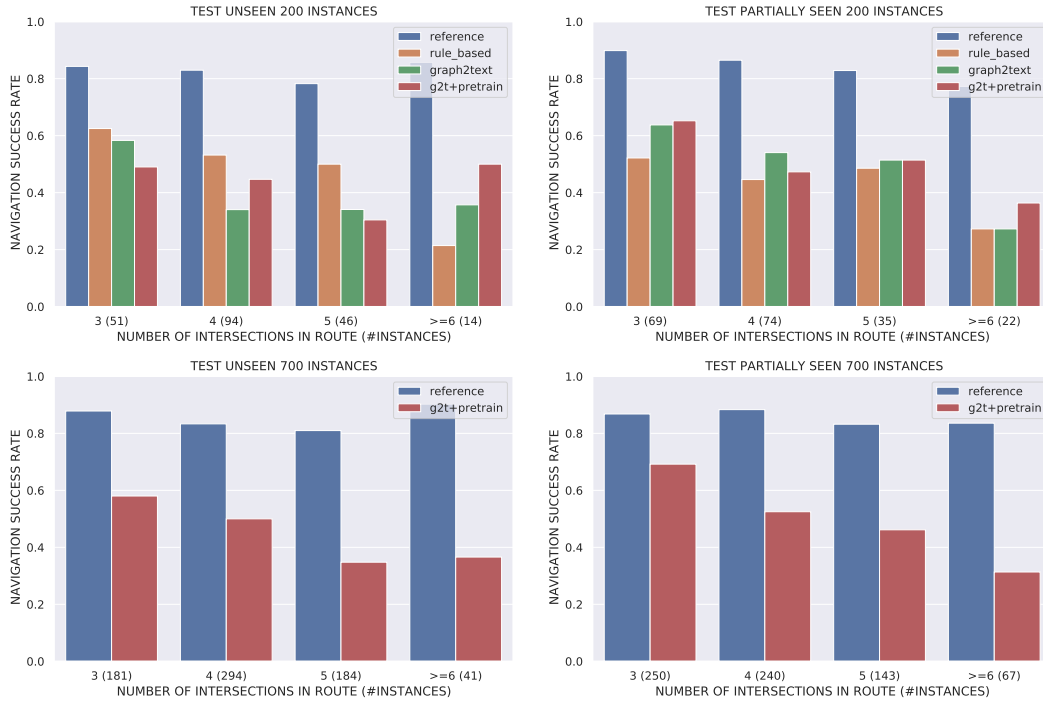 TEST UNSEEN 200 INSTANCES
NAVIGATION SUCCESS RATE
1.0
0.8
0.6
0.4
0.2
0.0
reference
rule_based
graph2text
g2t+pretrain
3 (51) 4 (94) 5 (46) >=6 (14)
NUMBER OF INTERSECTIONS IN ROUTE (#INSTANCES)
TEST PARTIALLY SEEN 200 INSTANCES
NAVIGATION SUCCESS RATE
1.0
0.8
0.6
0.4
0.2
0.0
reference
rule_based
graph2text
g2t+pretrain
3 (69) 4 (74) 5 (35) >=6 (22)
NUMBER OF INTERSECTIONS IN ROUTE (#INSTANCES)
TEST UNSEEN 700 INSTANCES
NAVIGATION SUCCESS RATE
1.0
0.8
0.6
0.4
0.2
0.0
reference
g2t+pretrain
3 (181) 4 (294) 5 (184) >=6 (41)
NUMBER OF INTERSECTIONS IN ROUTE (#INSTANCES)
TEST PARTIALLY SEEN 700 INSTANCES
NAVIGATION SUCCESS RATE
1.0
0.8
0.6
0.4
0.2
0.0
reference
g2t+pretrain
3 (250) 4 (240) 5 (143) >=6 (67)
NUMBER OF INTERSECTIONS IN ROUTE (#INSTANCES)